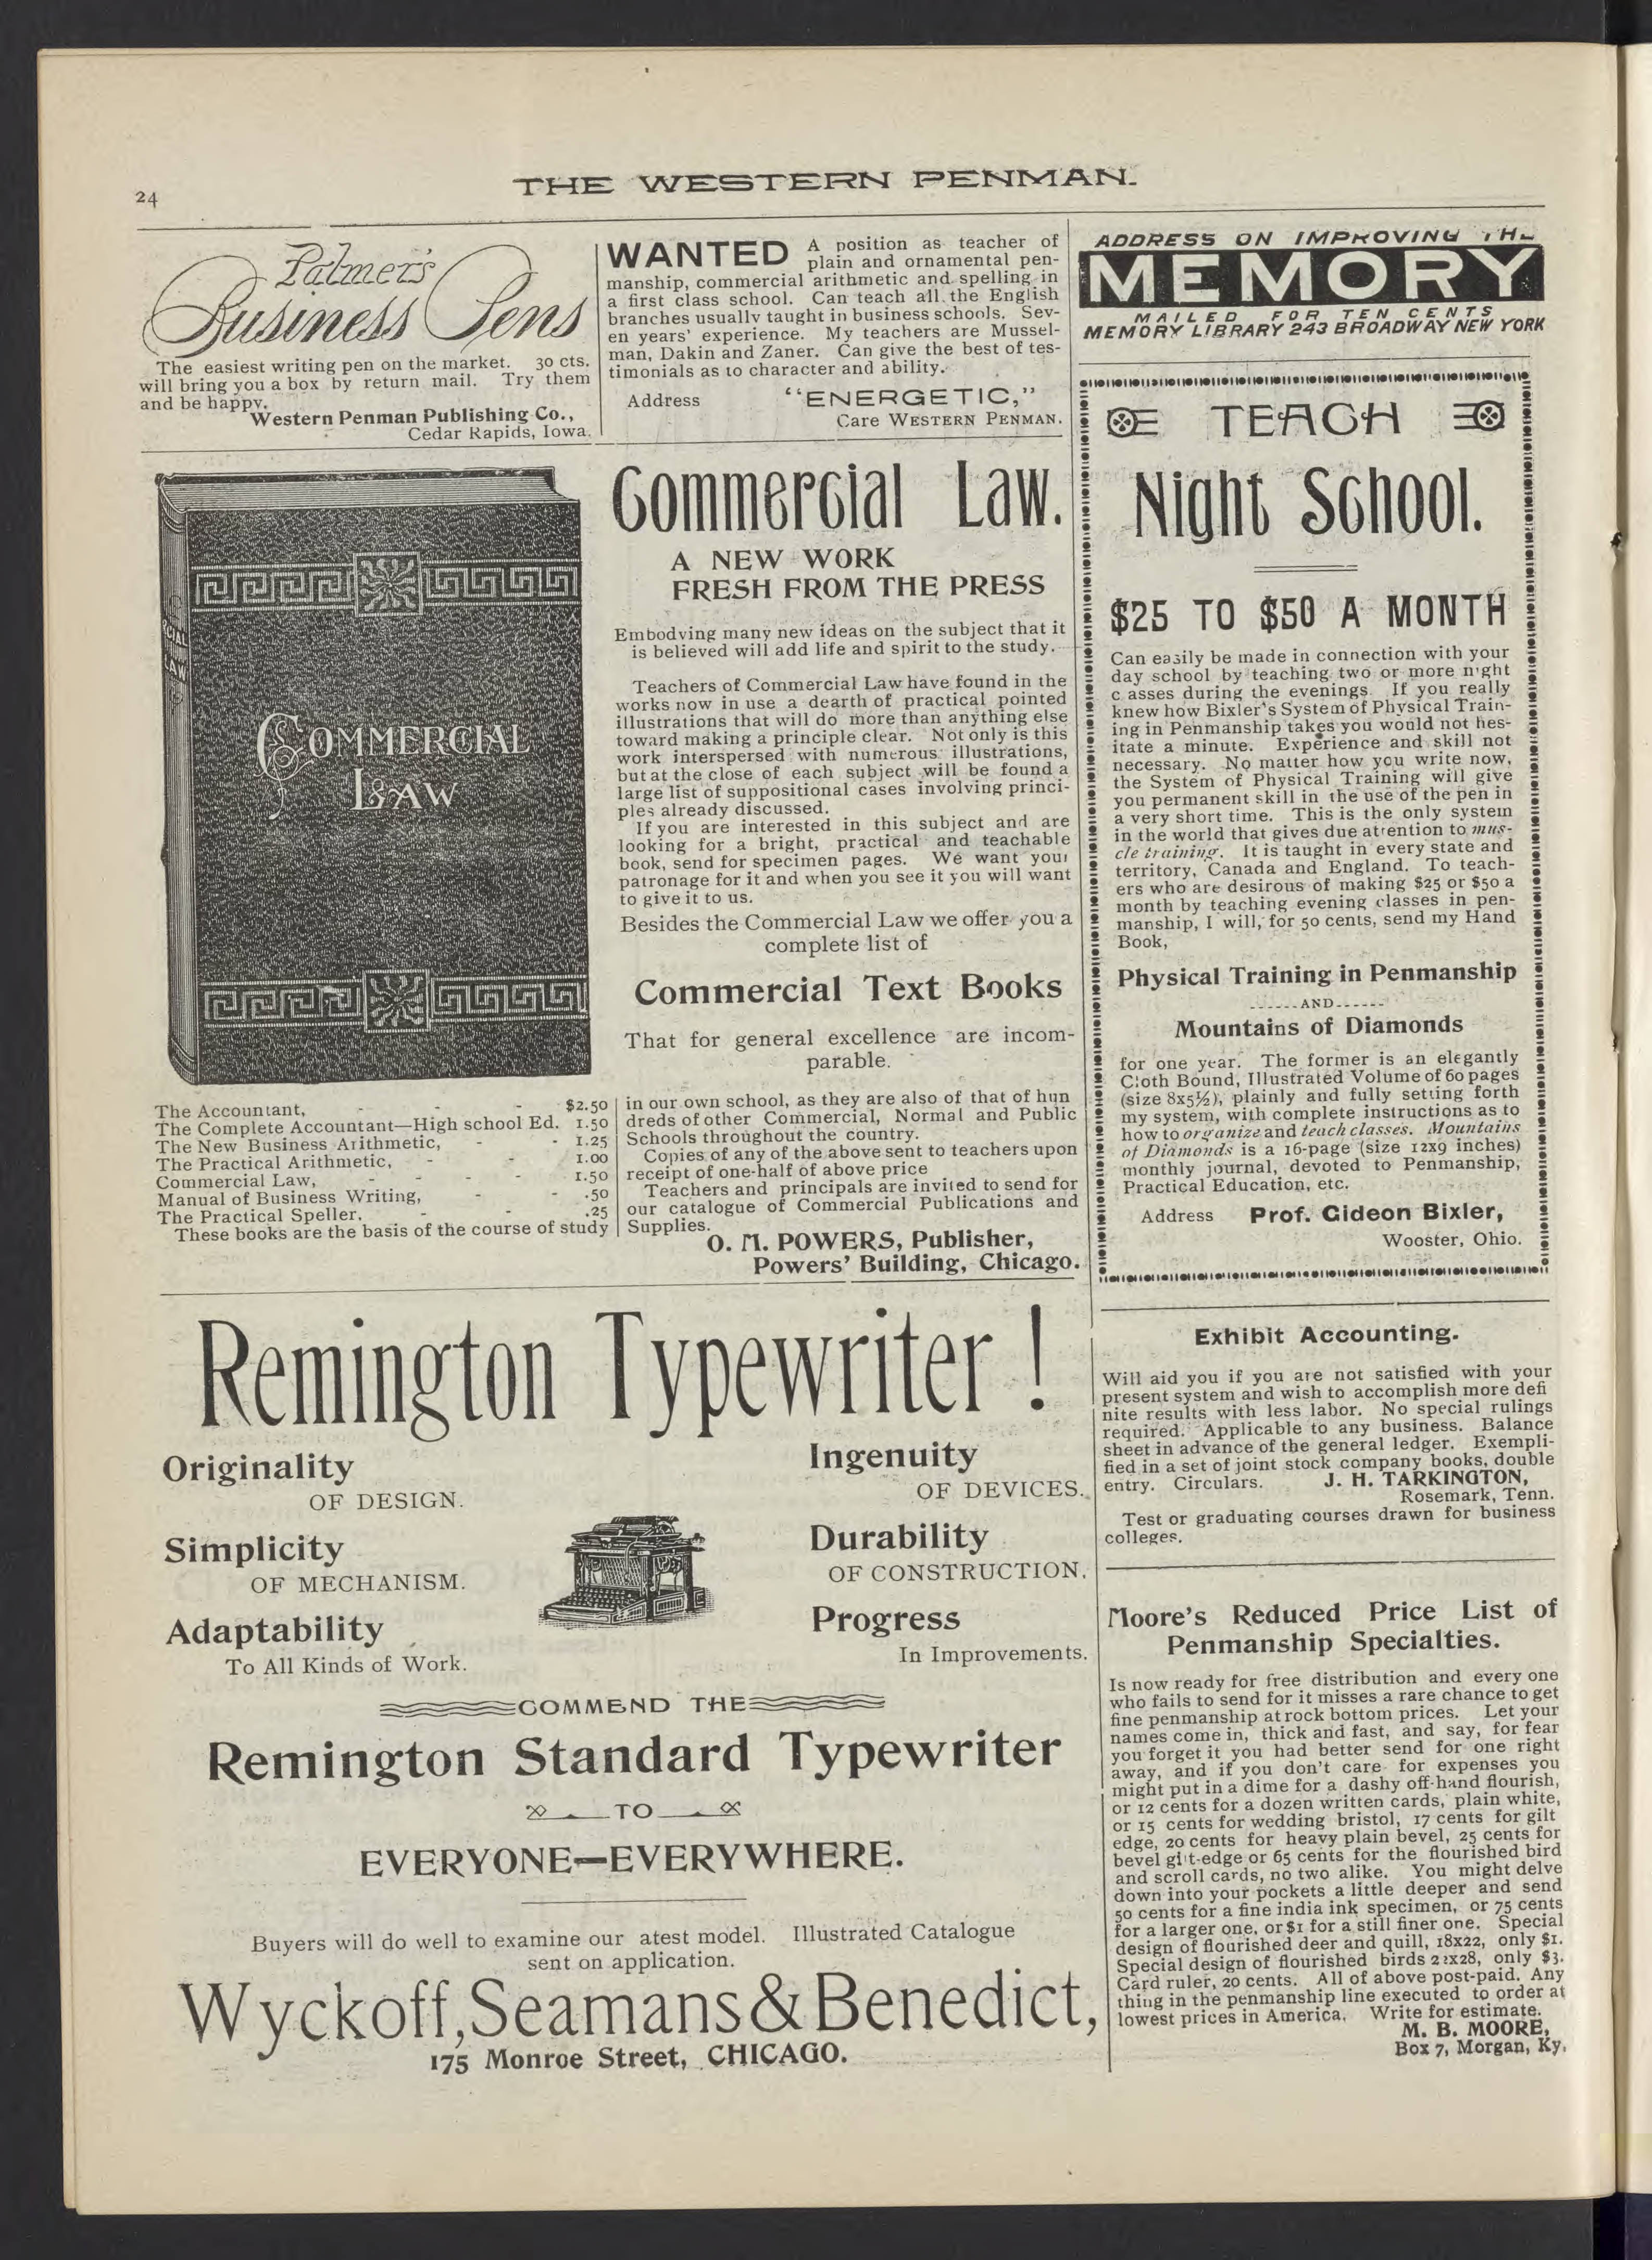 24
THE WESTERN PENMAN.
Palmer's
Business Pens
The easiest writing pen on the market. 30 cts.
will bring you a box by return mail. Try them
and be happy.
Western Penman Publishing Co.,
Cedar Rapids, Iowa.
WANTED A position as teacher of
plain and ornamental pen-
manship, commercial arithmetic and spelling in
a first class school. Can teach all the English
branches usually taught in business schools. Sev-
en years' experience. My teachers are Mussel-
man, Dakin and Zaner. Can give the best of tes-
timonials as to character and ability.
Address "ENERGETIC,"
Care WESTERN PENMAN.
ADDRESS ON IMPROVING THE
MEMORY
MAILED FOR TEN CENTS
MEMORY LIBRARY 243 BROADWAY NEW YORK
RCIAL
LAW
COMMERCIAL
LAW
Commercial Law.
A NEW WORK
FRESH FROM THE PRESS
Embodying many new ideas on the subject that it
is believed will add life and spirit to the study.
Teachers of Commercial Law have found in the
works now in use a dearth of practical pointed
illustrations that will do more than anything else
toward making a principle clear. Not only is this
work interspersed with numerous illustrations,
but at the close of each subject will be found a
large list of suppositional cases involving princi-
ples already discussed.
If you are interested in this subject and are
looking for a bright, practical and teachable
book, send for specimen pages. We want your
patronage for it and when you see it you will want
to give it to us.
Besides the Commercial Law we offer you a
complete list of
Commercial Text Books
That for general excellence are incom-
parable.
The Accountant, - - - $2.50
The Complete Accountant—High school Ed. 1.50
The New Business Arithmetic, - - 1.25
The Practical Arithmetic, - - 1.00
Commercial Law, - - - - 1.50
Manual of Business Writing, - - .50
The Practical Speller, - - .25
These books are the basis of the course of study
in our own school, as they are also of that of hun
dreds of other Commercial, Normal and Public
Schools throughout the country.
Copies of any of the above sent to teachers upon
receipt of one-half of above price
Teachers and principals are invited to send for
our catalogue of Commercial Publications and
Supplies.
O. M. POWERS, Publisher,
Powers' Building, Chicago.
TEACH
Night School.
$25 TO $50 A MONTH
Can easily be made in connection with your
day school by teaching two or more night
c asses during the evenings. If you really
knew how Bixler's System of Physical Train-
ing in Penmanship takes you would not hes-
itate a minute. Experience and skill not
necessary. No matter how you write now,
the System of Physical Training will give
you permanent skill in the use of the pen in
a very short time. This is the only system
in the world that gives due attention to mus-
cle training. It is taught in every state and
territory, Canada and England. To teach-
ers who are desirous of making $25 or $50 a
month by teaching evening classes in pen-
manship, I will, for 50 cents, send my Hand
Book,
Physical Training in Penmanship
------AND------
Mountains of Diamonds
for one year. The former is an elegantly
Cloth Bound, Illustrated Volume of 60 pages
(size 8x5½), plainly and fully setting forth
my system, with complete instructions as to
how to organize and teach classes. Mountains
of Diamonds is a 16-page (size 12x9 inches)
monthly journal, devoted to Penmanship,
Practical Education, etc.
Address Prof. Gideon Bixler,
Wooster, Ohio.
Remington Typewriter!
Originality
OF DESIGN.
Simplicity
OF MECHANISM.
Adaptability
To All Kinds of Work.
Ingenuity
OF DEVICES.
Durability
OF CONSTRUCTION.
Progress
In Improvements.
COMMEND THE
Remington Standard Typewriter
TO
EVERYONE—EVERYWHERE.
Buyers will do well to examine our atest model. Illustrated Catalogue
sent on application.
Wyckoff, Seamans & Benedict,
175 Monroe Street, CHICAGO.
Exhibit Accounting.
Will aid you if you are not satisfied with your
present system and wish to accomplish more defi
nite results with less labor. No special rulings
required. Applicable to any business. Balance
sheet in advance of the general ledger. Exempli-
fied in a set of joint stock company books, double
entry. Circulars. J. H. TARKINGTON,
Rosemark, Tenn.
Test or graduating courses drawn for business
colleges.
Moore's Reduced Price List of
Penmanship Specialties.
Is now ready for free distribution and every one
who fails to send for it misses a rare chance to get
fine penmanship at rock bottom prices. Let your
names come in, thick and fast, and say, for fear
you forget it you had better send for one right
away, and if you don't care for expenses you
might put in a dime for a dashy off-hand flourish,
or 12 cents for a dozen written cards, plain white,
or 15 cents for wedding bristol, 17 cents for gilt
edge, 20 cents for heavy plain bevel, 25 cents for
bevel gilt-edge or 65 cents for the flourished bird
and scroll cards, no two alike. You might delve
down into your pockets a little deeper and send
50 cents for a fine india ink specimen, or 75 cents
for a larger one, or $1 for a still finer one. Special
design of flourished deer and quill, 18x22, only $1.
Special design of flourished birds 22x28, only $3.
Card ruler, 20 cents. All of above post-paid. Any
thing in the penmanship line executed to order at
lowest prices in America. Write for estimate.
M. B. MOORE,
Box 7, Morgan, Ky.